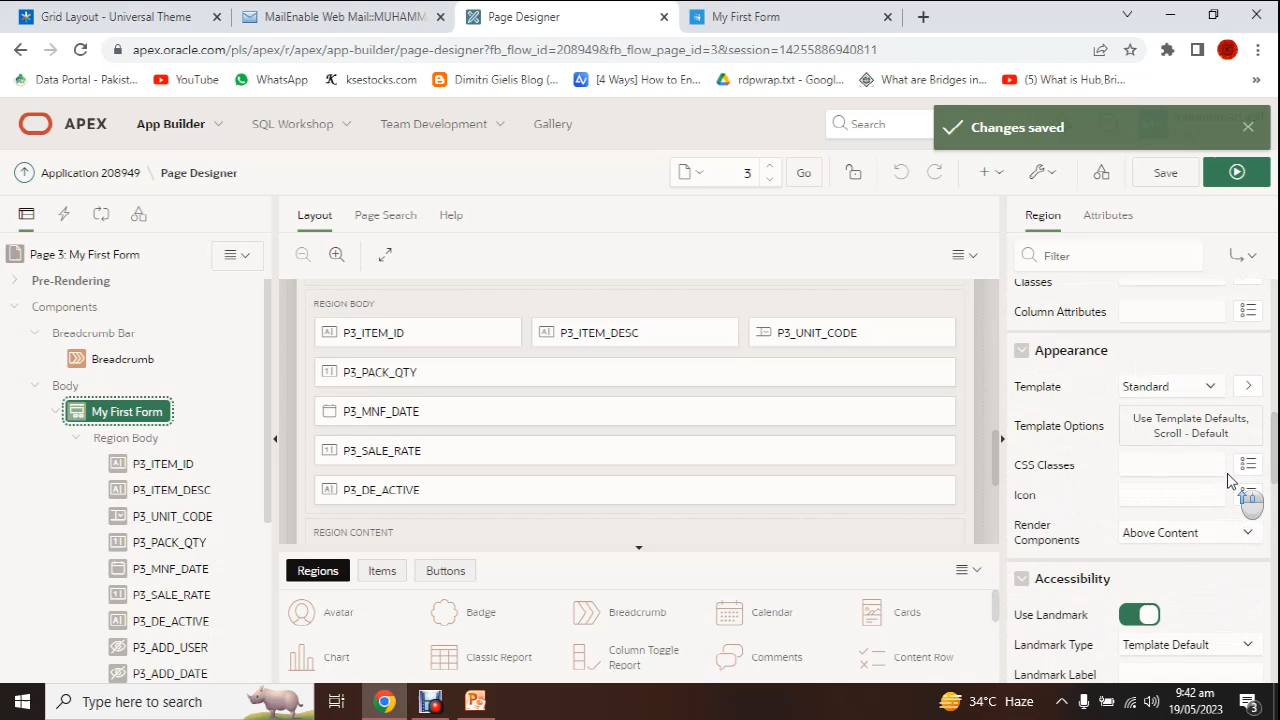 Grid Layout - Universal Theme
MailEnable Web Mail::MUHAMM
Page Designer
My First Form
apex.oracle.com/pls/apex/r/apex/app-builder/page-designer?fb_flow_id=208949&fb_flow_page_id=3&session=14255886940811
Data Portal - Pakist...
YouTube
WhatsApp
ksestocks.com
Dimitri Gielis Blog (...
[4 Ways] How to En...
rdpwrap.txt - Googl...
What are Bridges in...
(5) What is Hub,Bri...
APEX
App Builder
SQL Workshop
Team Development
Gallery
Search
Changes saved
Application 208949
Page Designer
3
Go
Save
Layout
Page Search
Help
Region
Attributes
Page 3: My First Form
Filter
Pre-Rendering
Components
Breadcrumb Bar
Breadcrumb
Body
My First Form
Region Body
P3_ITEM_ID
P3_ITEM_DESC
P3_UNIT_CODE
P3_PACK_QTY
P3_MNF_DATE
P3_SALE_RATE
P3_DE_ACTIVE
P3_ADD_USER
P3_ADD_DATE
REGION BODY
P3_ITEM_ID
P3_ITEM_DESC
P3_UNIT_CODE
P3_PACK_QTY
P3_MNF_DATE
P3_SALE_RATE
P3_DE_ACTIVE
REGION CONTENT
Regions
Items
Buttons
Avatar
Badge
Breadcrumb
Calendar
Cards
Chart
Classic Report
Column Toggle
Report
Comments
Content Row
Classes
Column Attributes
Appearance
Template
Standard
Template Options
Use Template Defaults,
Scroll - Default
CSS Classes
Icon
Render
Components
Above Content
Accessibility
Use Landmark
Landmark Type
Template Default
Landmark Label
Type here to search
34°C Haze
9:42 am
19/05/2023
3